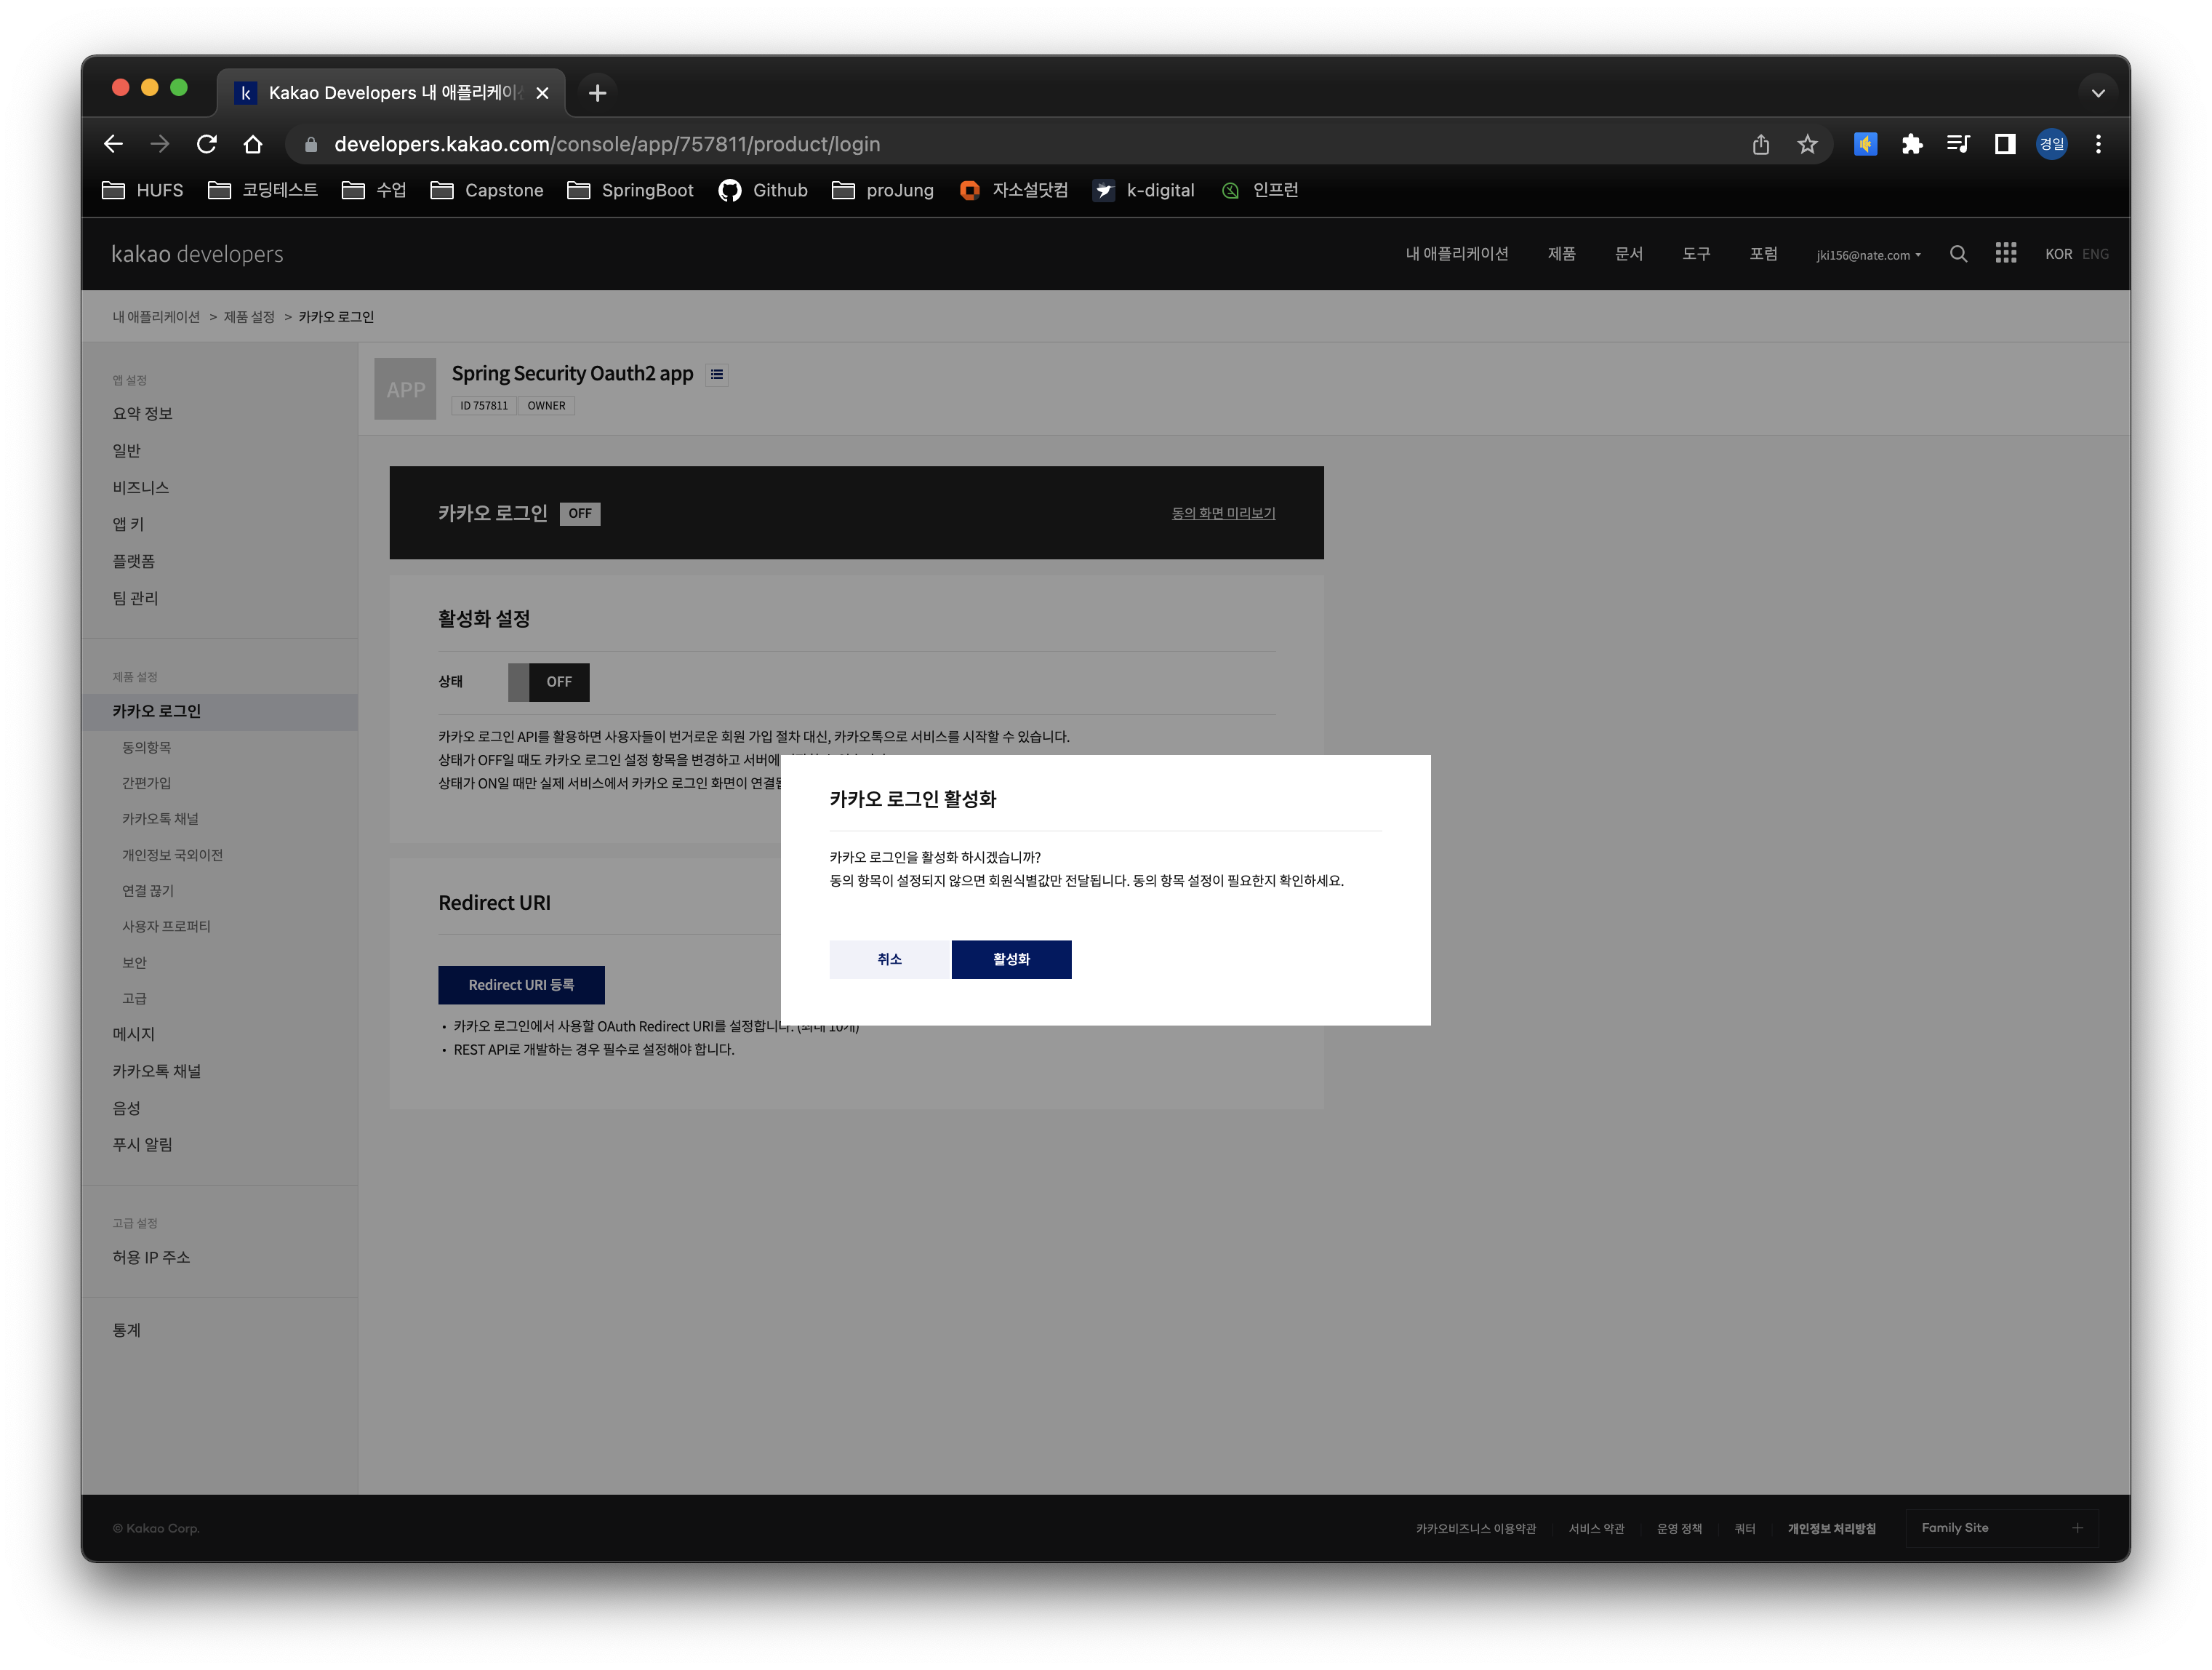 k Kakao Developers 내 애플리케이
developers.kakao.com/console/app/757811/product/login
경일
HUFS 코딩테스트 수업 Capstone SpringBoot Github proJung 자소설닷컴 k-digital 인프런
kakao developers 내 애플리케이션 제품 문서 도구 포럼 jki156@nate.com KOR ENG
내 애플리케이션 > 제품 설정 > 카카오 로그인
앱 설정
요약 정보
일반
비즈니스
앱 키
플랫폼
팀 관리
제품 설정
카카오 로그인
동의항목
간편가입
카카오톡 채널
개인정보 국외이전
연결 끊기
사용자 프로퍼티
보안
고급
메시지
카카오톡 채널
음성
푸시 알림
고급 설정
허용 IP 주소
통계
APP Spring Security Oauth2 app
ID 757811 OWNER
카카오 로그인 OFF 동의 화면 미리보기
활성화 설정
상태 OFF
카카오 로그인 API를 활용하면 사용자들이 번거로운 회원 가입 절차 대신, 카카오톡으로 서비스를 시작할 수 있습니다.
상태가 OFF일 때도 카카오 로그인 설정 항목을 변경하고 서버에
상태가 ON일 때만 실제 서비스에서 카카오 로그인 화면이
Redirect URI
Redirect URI 등록
• 카카오 로그인에서 사용할 OAuth Redirect URI를 설정합니다. (최대 10개)
• REST API로 개발하는 경우 필수로 설정해야 합니다.
카카오 로그인 활성화
카카오 로그인을 활성화 하시겠습니까?
동의 항목이 설정되지 않으면 회원식별값만 전달됩니다. 동의 항목 설정이 필요한지 확인하세요.
취소 활성화
© Kakao Corp. 카카오비즈니스 이용약관 서비스 약관 운영 정책 쿼터 개인정보 처리방침 Family Site